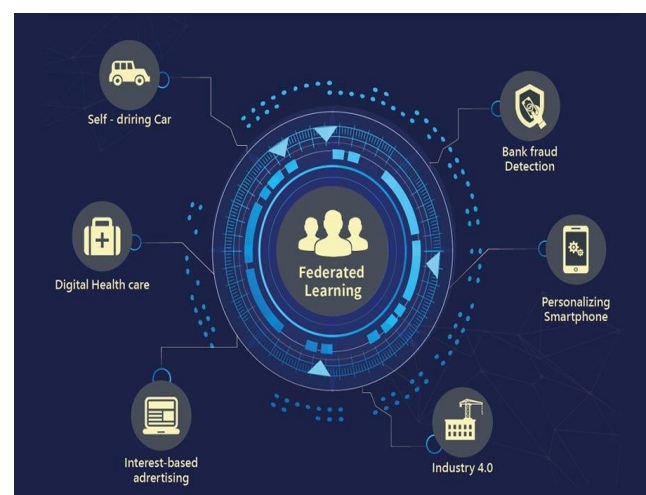 Self - driring Car
Bank fraud
Detection
Federated
Learning
Digital Health care
Personalizing
Smartphone
Interest-based
adrertising
Industry 4.0